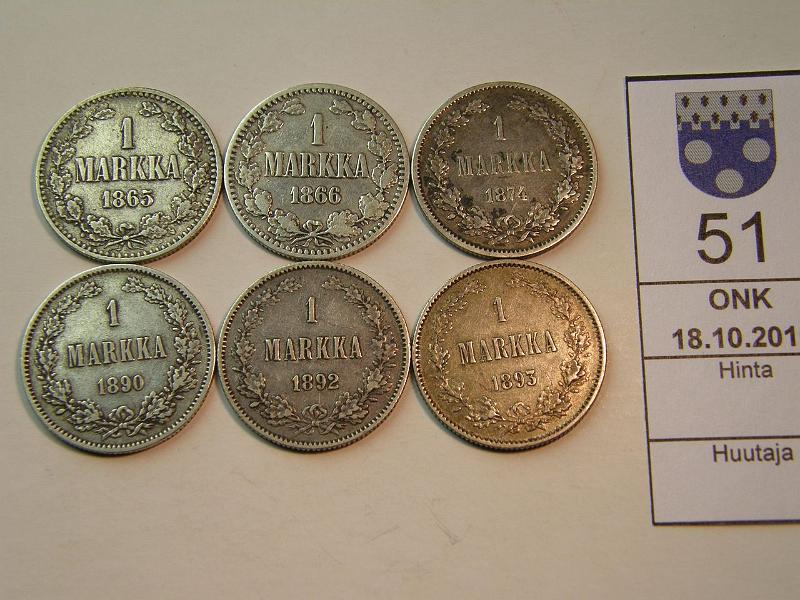 1
MARKKA
1865
1
MARKKA
1866
1
MARKKA
1874
1
MARKKA
1890
1
MARKKA
1892
1
MARKKA
1893
51
ONK
18.10.201
Hinta
Huutaja